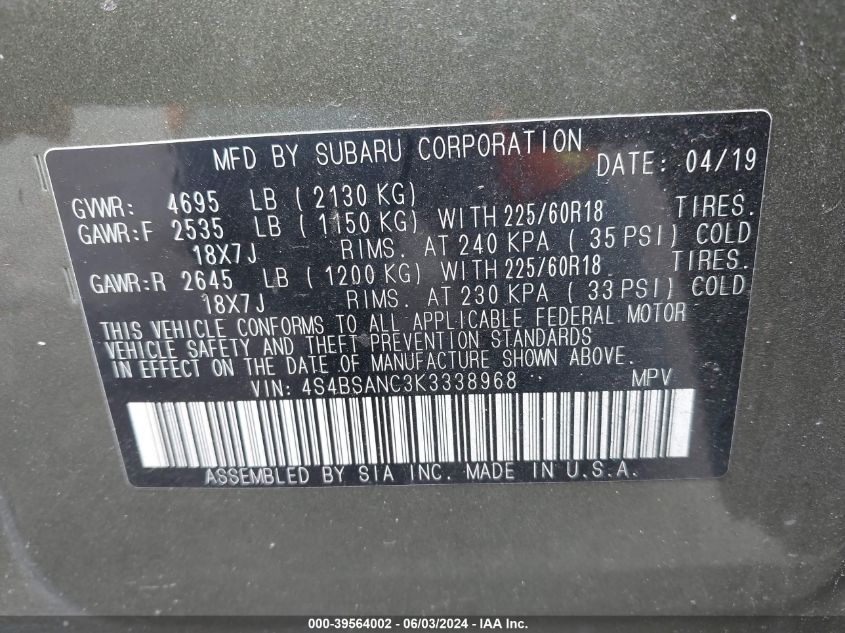 MFD BY SUBARU CORPORATION DATE: 04/19
GVWR: 4695 LB ( 2130 KG)
GAWR:F 2535 LB ( 1150 KG) WITH 225/60R18 TIRES.
18X7J RIMS. AT 240 KPA ( 35 PSI) COLD
GAWR:R 2645 LB ( 1200 KG) WITH 225/60R18 TIRES.
18X7J RIMS. AT 230 KPA ( 33 PSI) COLD
THIS VEHICLE CONFORMS TO ALL APPLICABLE FEDERAL MOTOR
VEHICLE SAFETY AND THEFT PREVENTION STANDARDS
IN EFFECT ON THE DATE OF MANUFACTURE SHOWN ABOVE.
VIN: 4S4BSANC3K3338968 MPV
ASSEMBLED BY SIA INC. MADE IN U.S.A.
000-39564002 - 06/03/2024 - IAA Inc.